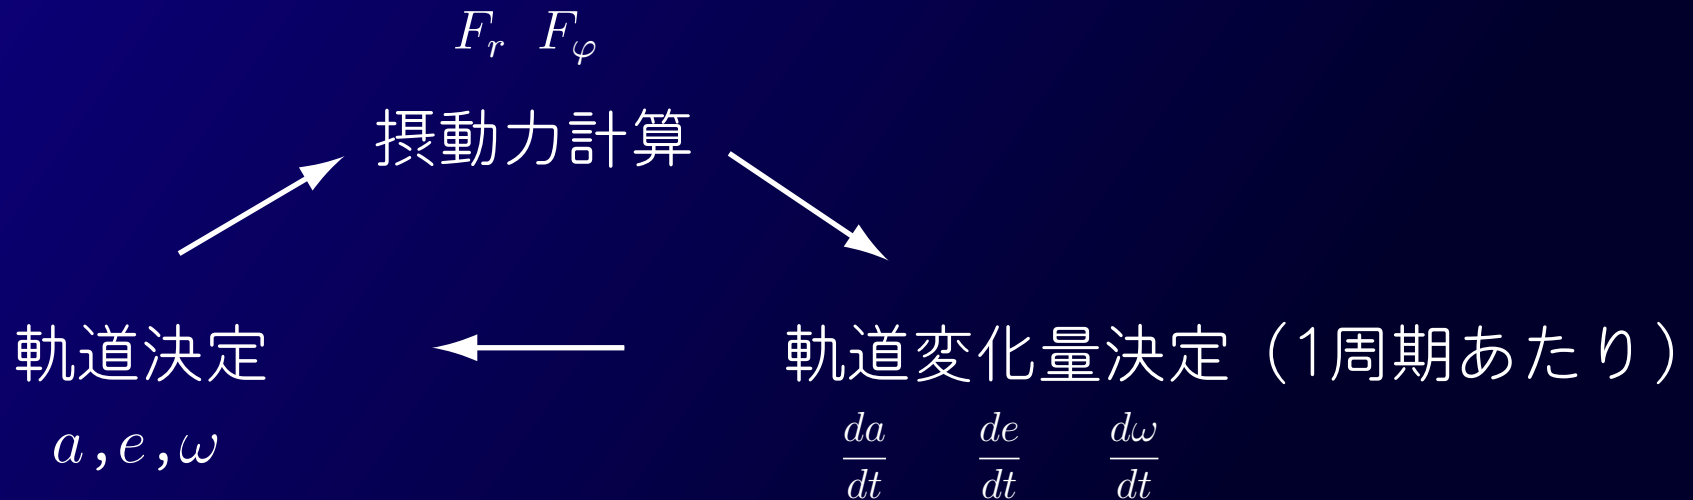 F_r F_φ
摂動力計算
軌道決定
a,e,ω
軌道変化量決定（1周期あたり）
da/dt de/dt dω/dt